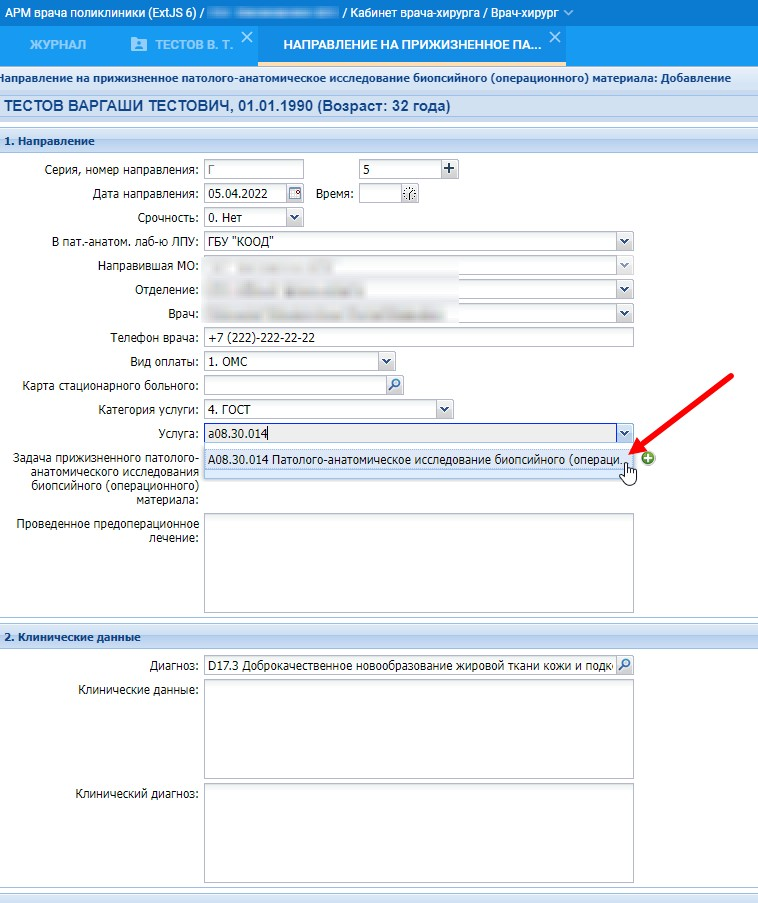 АРМ врача поликлиники (ExtJS 6) / / Кабинет врача-хирурга / Врач-хирург
ЖУРНАЛ ТЕСТОВ В. Т. НАПРАВЛЕНИЕ НА ПРИЖИЗНЕННОЕ ПА...
Направление на прижизненное патолого-анатомическое исследование биопсийного (операционного) материала: Добавление
ТЕСТОВ ВАРГАШИ ТЕСТОВИЧ, 01.01.1990 (Возраст: 32 года)
1. Направление
Серия, номер направления: Г 5
Дата направления: 05.04.2022 Время:
Срочность: 0. Нет
В пат.-анатом. лаб-ю ЛПУ: ГБУ "КООД"
Направившая МО:
Отделение:
Врач:
Телефон врача: +7 (222)-222-22-22
Вид оплаты: 1. ОМС
Карта стационарного больного:
Категория услуги: 4. ГОСТ
Услуга: а08.30.014
A08.30.014 Патолого-анатомическое исследование биопсийного (операци...
Задача прижизненного патолого-
анатомического исследования
биопсийного (операционного)
материала:
Проведенное предоперационное
лечение:
2. Клинические данные
Диагноз: D17.3 Доброкачественное новообразование жировой ткани кожи и подк
Клинические данные:
Клинический диагноз: